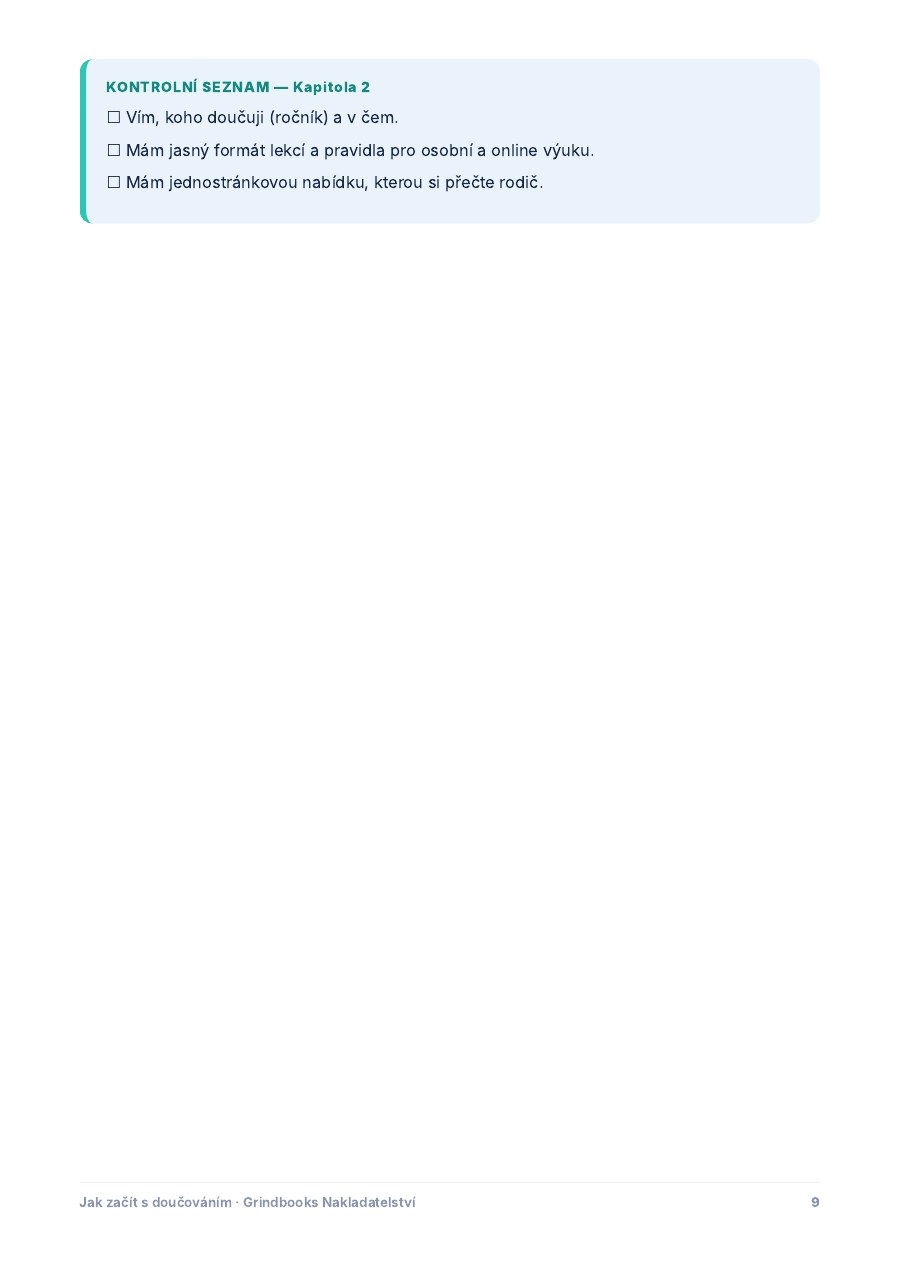 KONTROLNÍ SEZNAM — Kapitola 2
☐ Vím, koho doučuji (ročník) a v čem.
☐ Mám jasný formát lekcí a pravidla pro osobní a online výuku.
☐ Mám jednostránkovou nabídku, kterou si přečte rodič.
Jak začít s doučováním · Grindbooks Nakladatelství 9